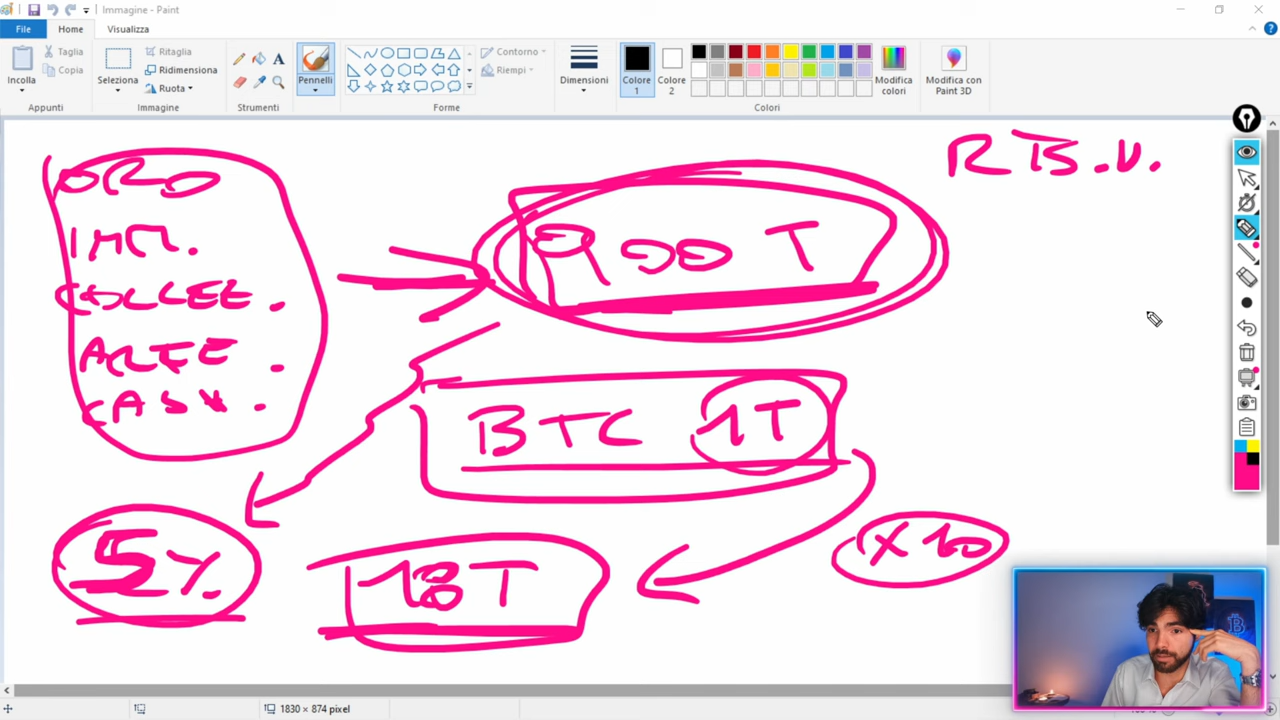 Immagine - Paint
File Home Visualizza
Incolla
Taglia
Copia
Appunti
Seleziona
Ritaglia
Ridimensiona
Ruota
Immagine
Strumenti
Pennelli
Forme
Contorno
Riempi
Dimensioni
Colore 1
Colore 2
Colori
Modifica colori
Modifica con Paint 3D
R B.V.
ORO
IMM.
COLLEZ.
ARTE.
CASH.
900 T
BTC 1T
5%
18T
X10
1830 × 874 pixel